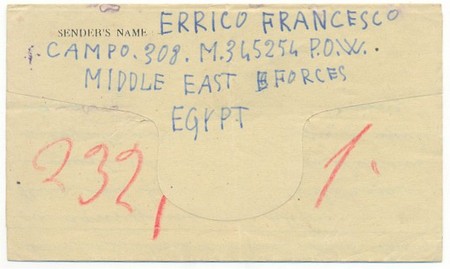 SENDER'S NAME ERRICO FRANCESCO
CAMPO. 308. M. 345254 P.O.W.
MIDDLE EAST FORCES
EGYPT
232, 1.